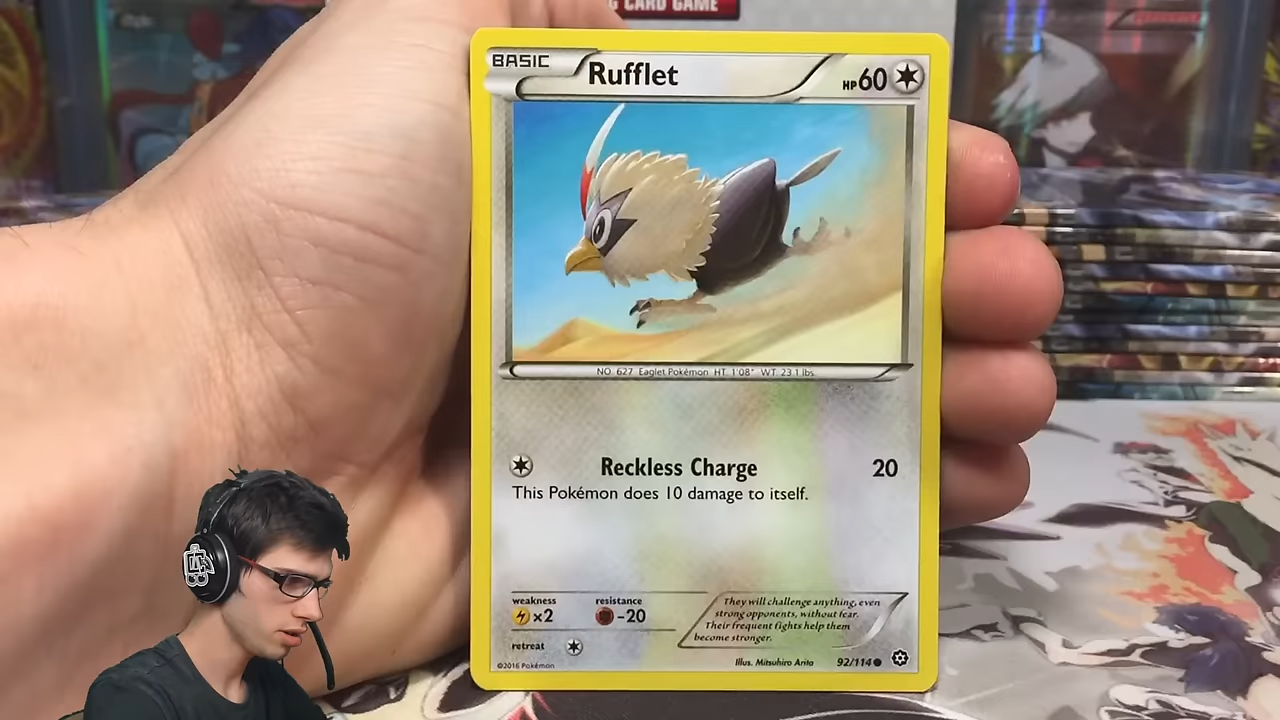 G CARD GAME
BASIC
Rufflet
HP60
NO. 627 Eaglet Pokémon HT. 1'08" WT. 23.1 lbs.
Reckless Charge 20
This Pokémon does 10 damage to itself.
weakness
×2
resistance
-20
retreat
They will challenge anything, even
strong opponents, without fear.
Their frequent fights help them
become stronger.
©2016 Pokémon
Illus. Mitsuhiro Arita
92/114